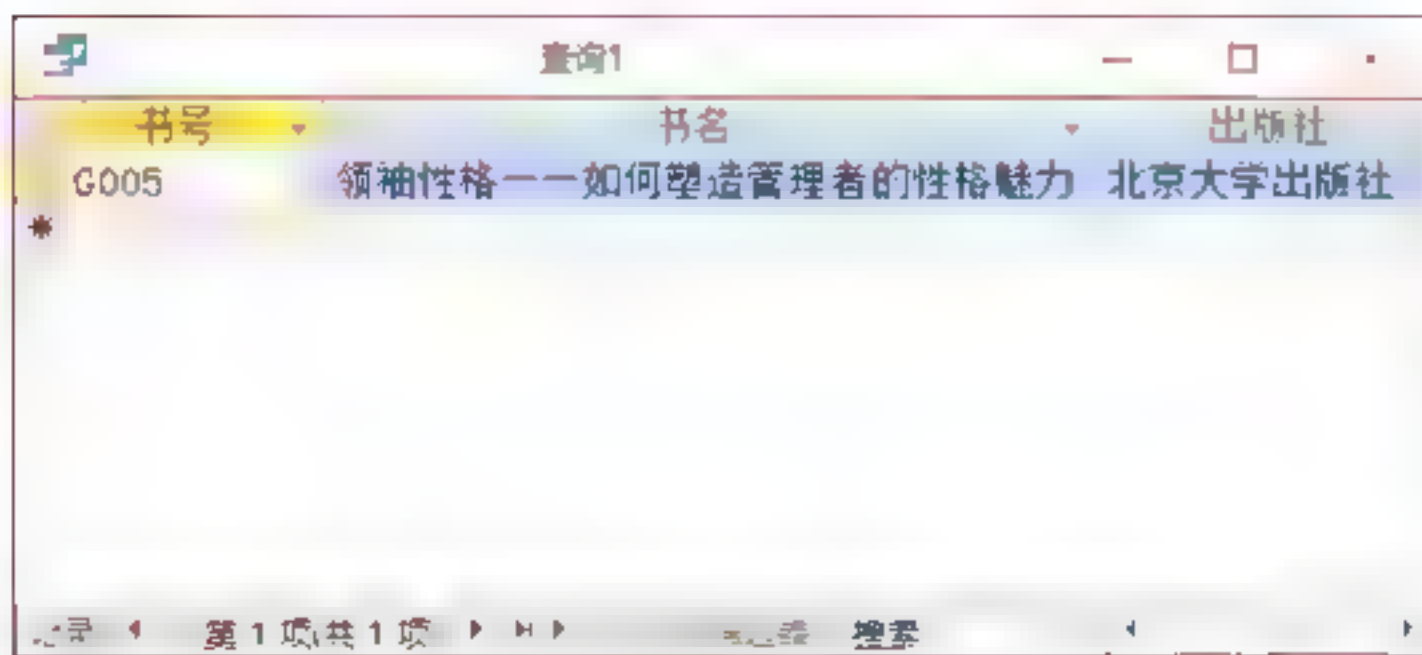 查询1
书号 书名 出版社
G005 领袖性格——如何塑造管理者的性格魅力 北京大学出版社
第 1 项(共 1 项) 搜索